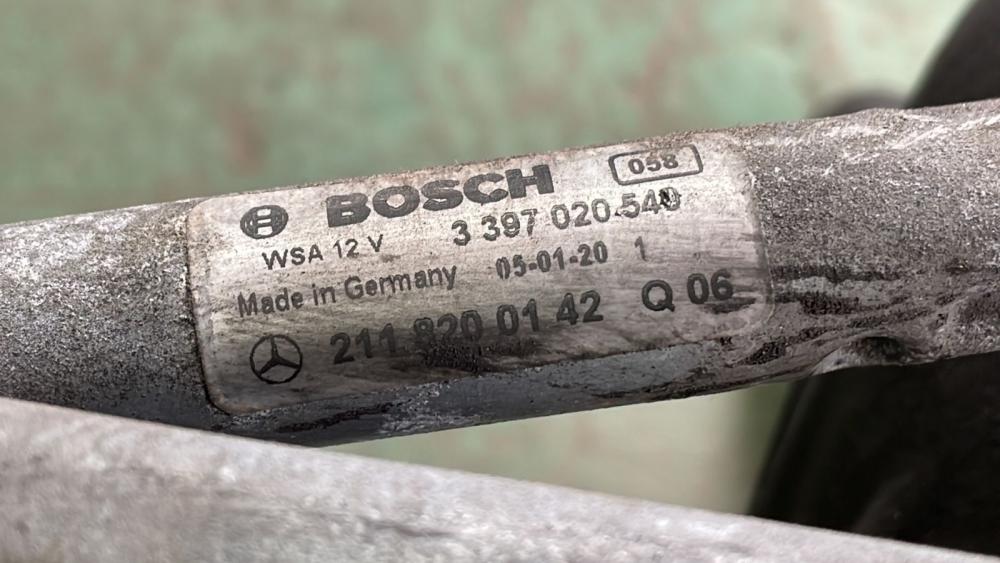 BOSCH 058
WSA 12 V 3 397 020 540
Made in Germany 05-01-20 1
211 820 01 42 Q 06